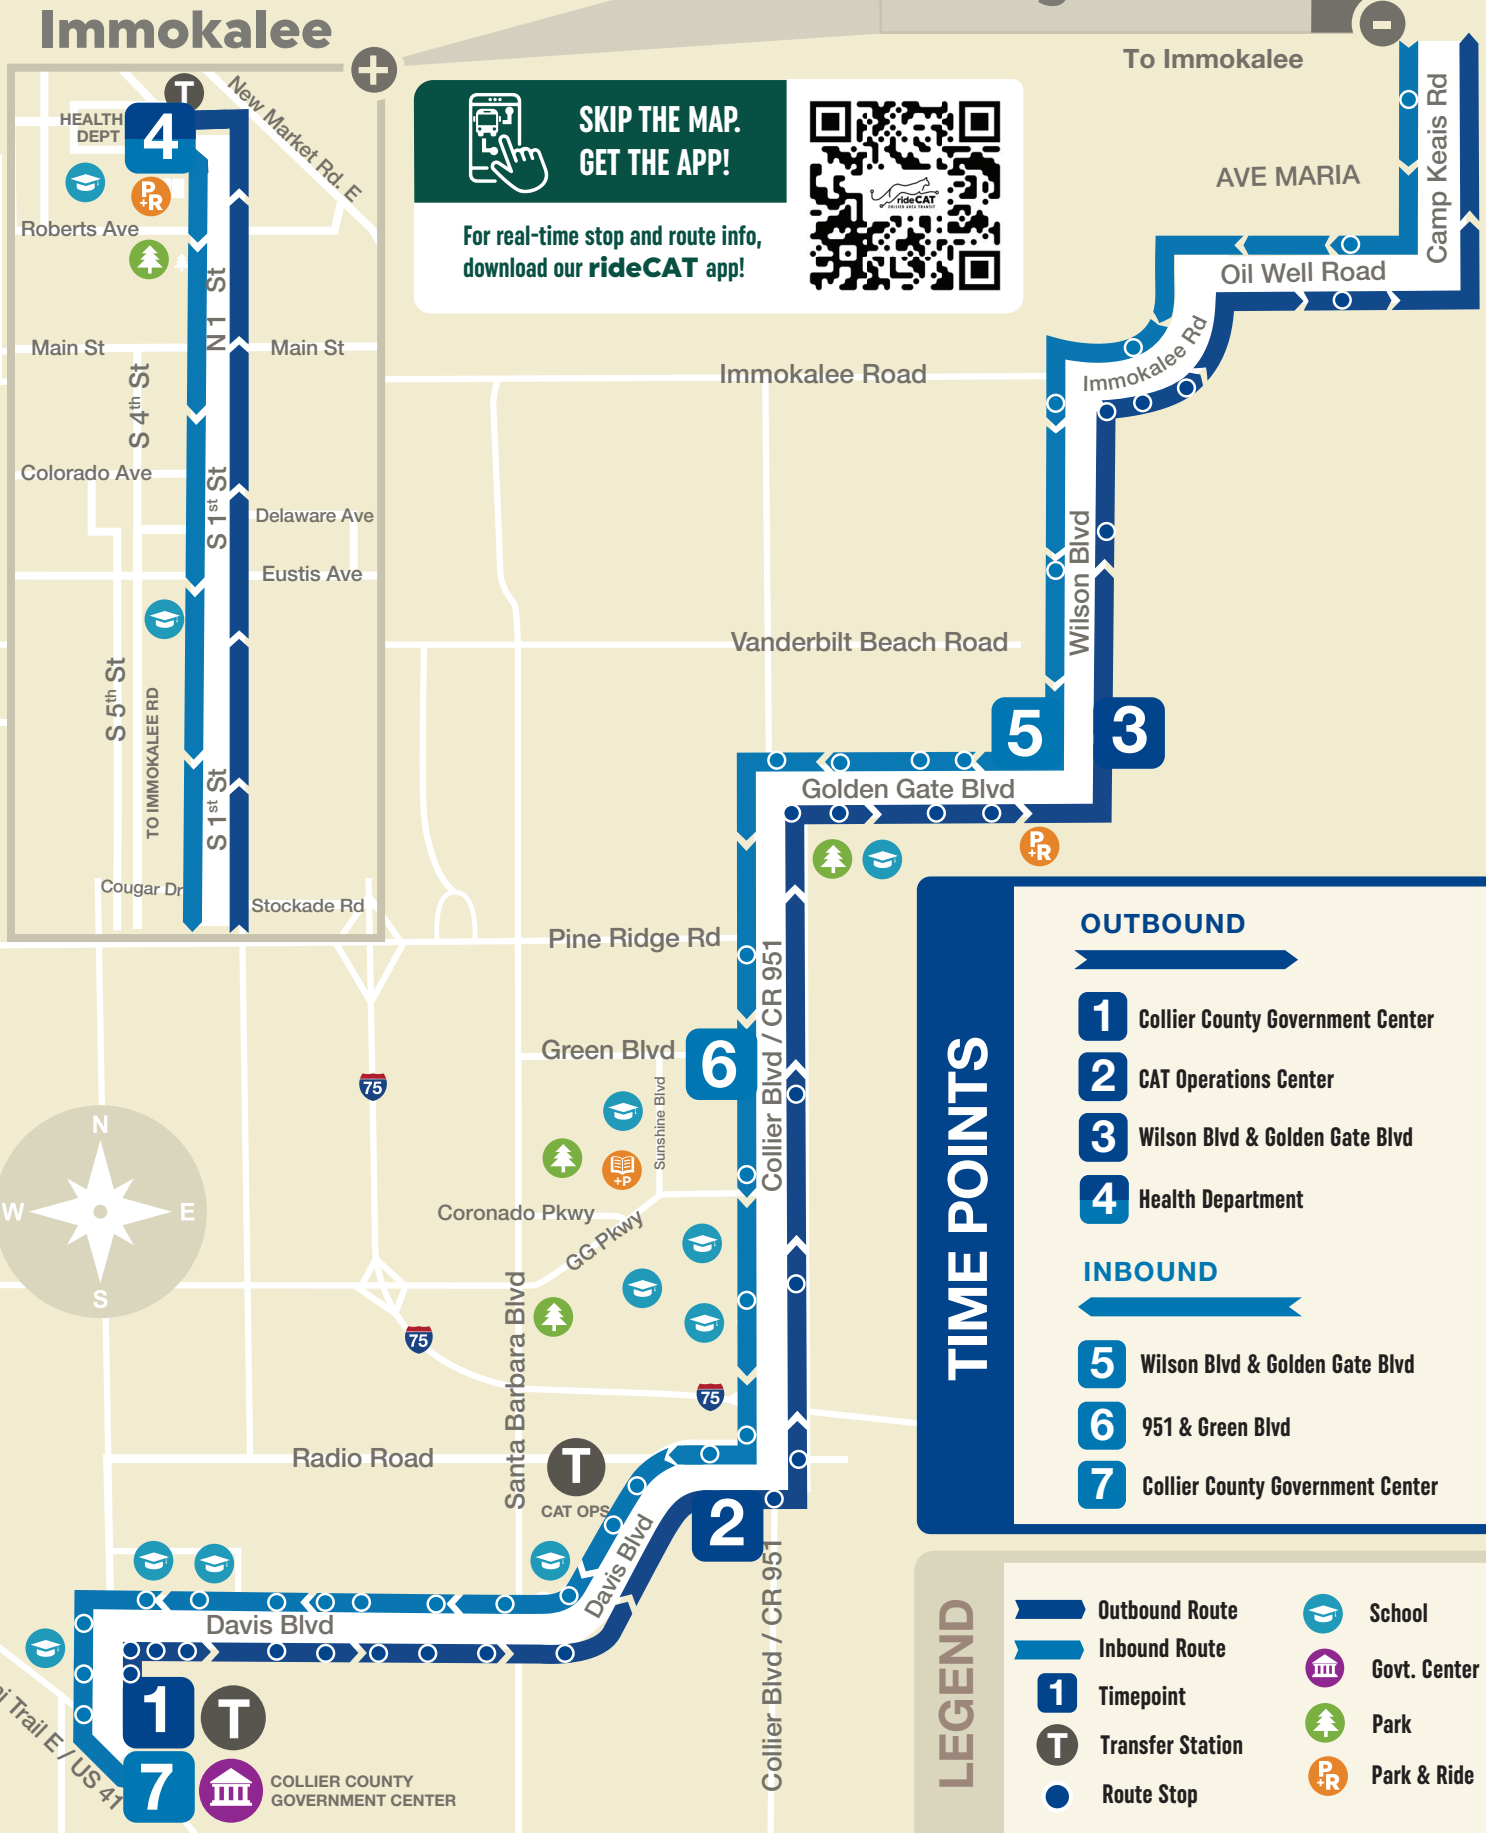 Immokalee
+
-
To Immokalee
T
New Market Rd. E
HEALTH
DEPT
4
P
+R
Roberts Ave
N 1 St
Main St
Main St
S 4th St
Colorado Ave
S 1st St
Delaware Ave
Eustis Ave
S 5th St
TO IMMOKALEE RD
S 1st St
Cougar Dr
Stockade Rd
SKIP THE MAP.
GET THE APP!
For real-time stop and route info,
download our rideCAT app!
rideCAT
COLLIER AREA TRANSIT
AVE MARIA
Camp Keais Rd
Oil Well Road
Immokalee Rd
Immokalee Road
Wilson Blvd
Vanderbilt Beach Road
5
3
Golden Gate Blvd
P
+R
Pine Ridge Rd
Collier Blvd / CR 951
Green Blvd
6
75
Sunshine Blvd
+P
N
W
E
S
Coronado Pkwy
GG Pkwy
Santa Barbara Blvd
75
75
Radio Road
T
CAT OPS
2
Davis Blvd
Collier Blvd / CR 951
Davis Blvd
1
T
7
COLLIER COUNTY
GOVERNMENT CENTER
i Trail E / US 41
TIME POINTS
OUTBOUND
1 Collier County Government Center
2 CAT Operations Center
3 Wilson Blvd & Golden Gate Blvd
4 Health Department
INBOUND
5 Wilson Blvd & Golden Gate Blvd
6 951 & Green Blvd
7 Collier County Government Center
LEGEND
Outbound Route
Inbound Route
1 Timepoint
T Transfer Station
Route Stop
School
Govt. Center
Park
P
+R
Park & Ride